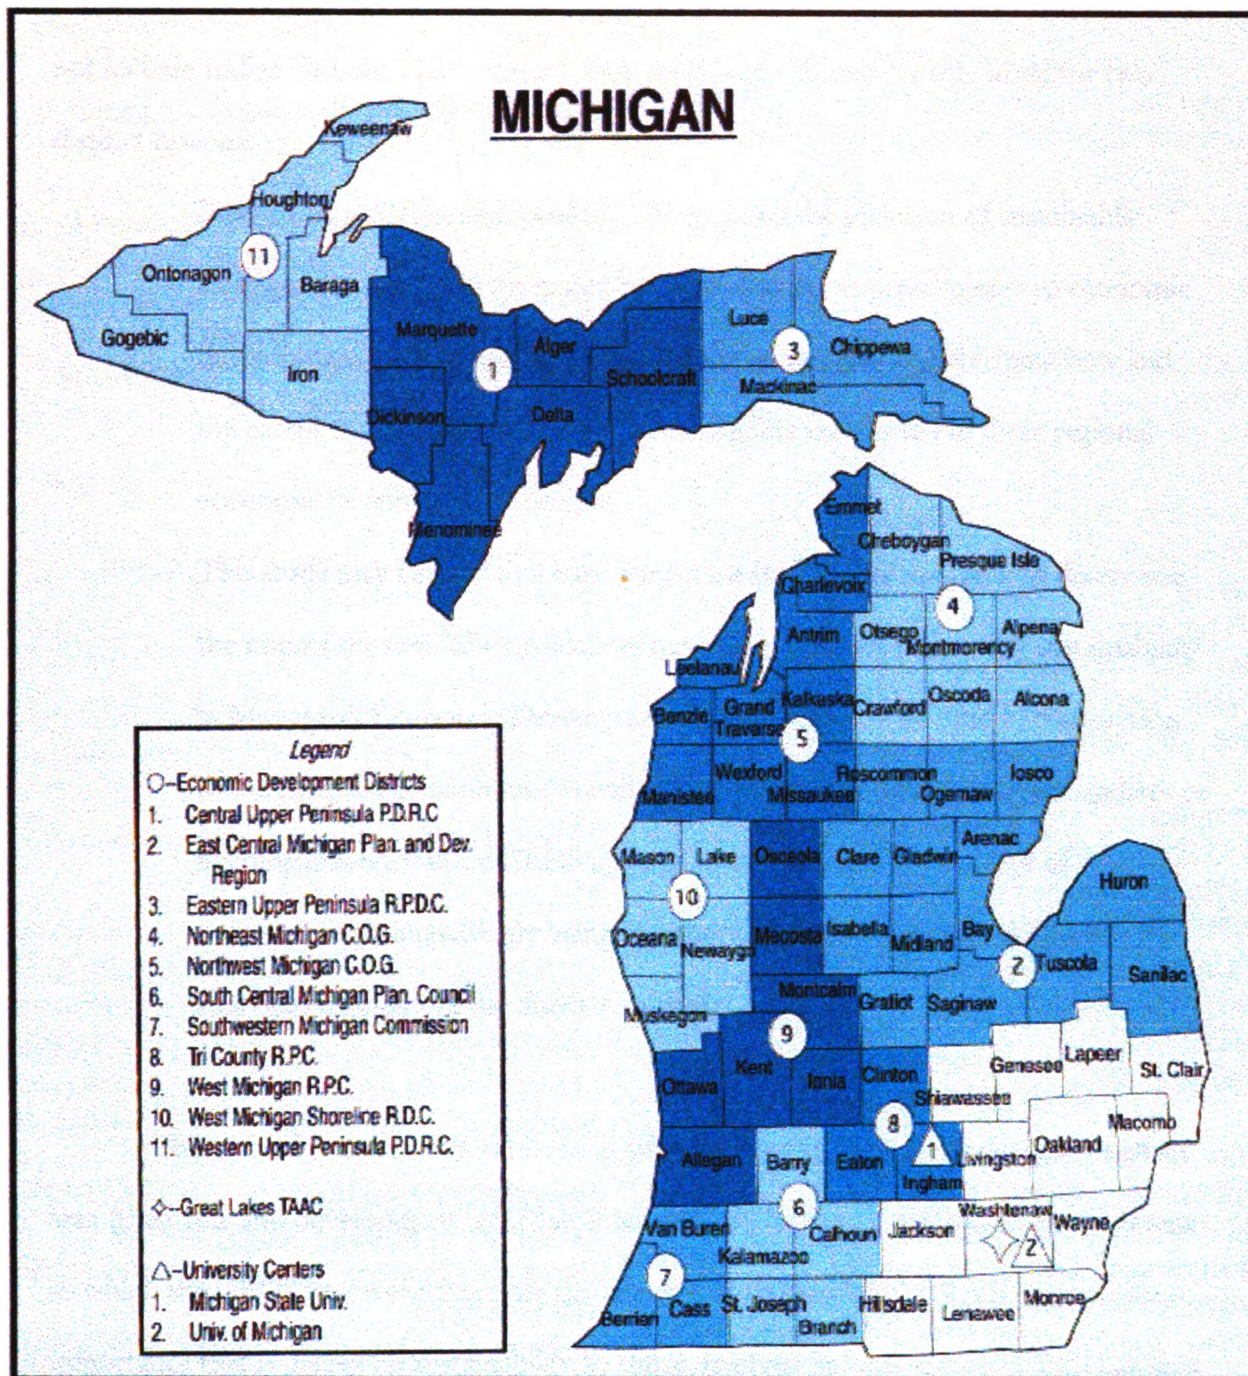 MICHIGAN
Keweenaw
Houghton
11
Ontonagon
Baraga
Gogebic
Iron
Marquette
Alger
1
Dickinson
Delta
Schoolcraft
Menominee
Luce
3
Chippewa
Mackinac
Emmet
Cheboygan
Presque Isle
Charlevoix
4
Antrim
Otsego
Montmorency
Alpena
Leelanau
Kalkaska
Crawford
Oscoda
Alcona
Benzie
Grand
Traverse
5
Manistee
Wexford
Missaukee
Roscommon
Ogemaw
Iosco
Mason
Lake
Osceola
Clare
Gladwin
Arenac
10
Huron
Oceana
Newaygo
Mecosta
Isabella
Midland
Bay
2
Tuscola
Sanilac
Montcalm
Gratiot
Saginaw
Muskegon
9
Ottawa
Kent
Ionia
Clinton
Shiawassee
Genesee
Lapeer
St. Clair
8
1
Macomb
Oakland
Livingston
Allegan
Barry
Eaton
Ingham
6
Van Buren
Kalamazoo
Calhoun
Jackson
Washtenaw
2
Wayne
7
Berrien
Cass
St. Joseph
Branch
Hillsdale
Lenawee
Monroe
Legend
○–Economic Development Districts
1. Central Upper Peninsula P.D.R.C
2. East Central Michigan Plan. and Dev.
Region
3. Eastern Upper Peninsula R.P.D.C.
4. Northeast Michigan C.O.G.
5. Northwest Michigan C.O.G.
6. South Central Michigan Plan. Council
7. Southwestern Michigan Commission
8. Tri County R.P.C.
9. West Michigan R.P.C.
10. West Michigan Shoreline R.D.C.
11. Western Upper Peninsula P.D.R.C.
✧–Great Lakes TAAC
△–University Centers
1. Michigan State Univ.
2. Univ. of Michigan